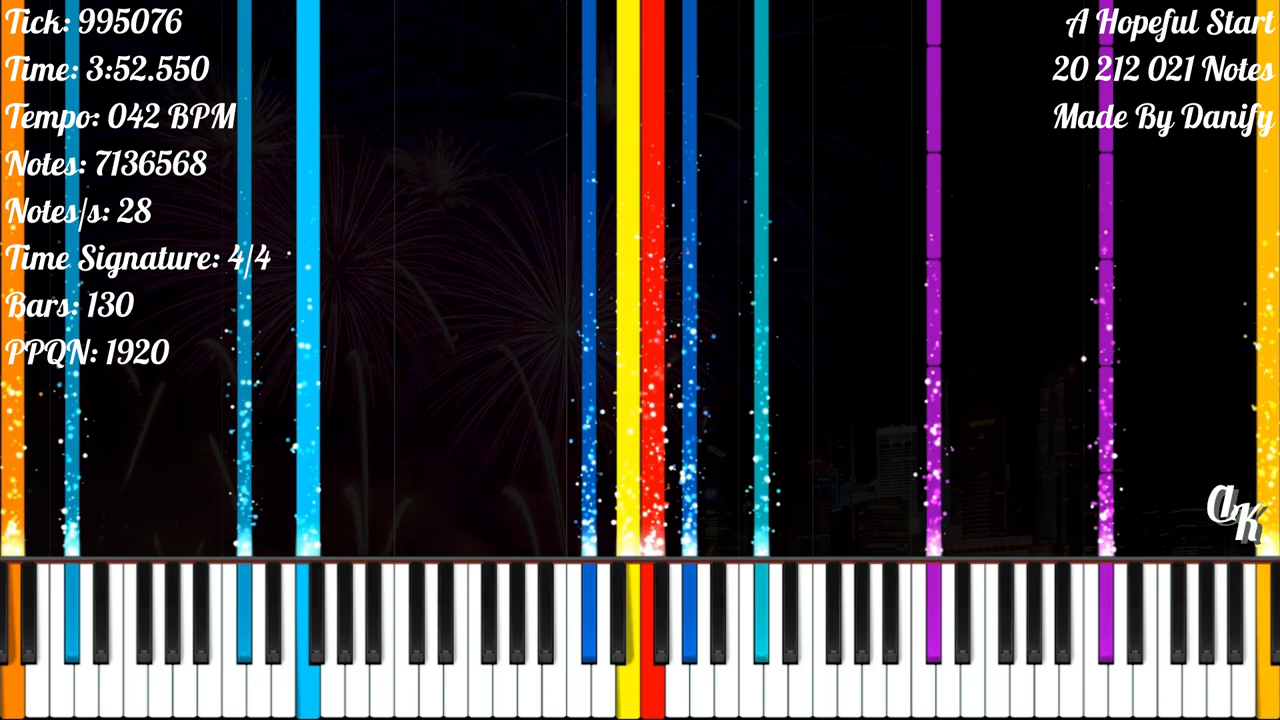 Tick: 995076
Time: 3:52.550
Tempo: 042 BPM
Notes: 7136568
Notes/s: 28
Time Signature: 4/4
Bars: 130
PPQN: 1920
A Hopeful Start
20 212 021 Notes
Made By Danify
aK